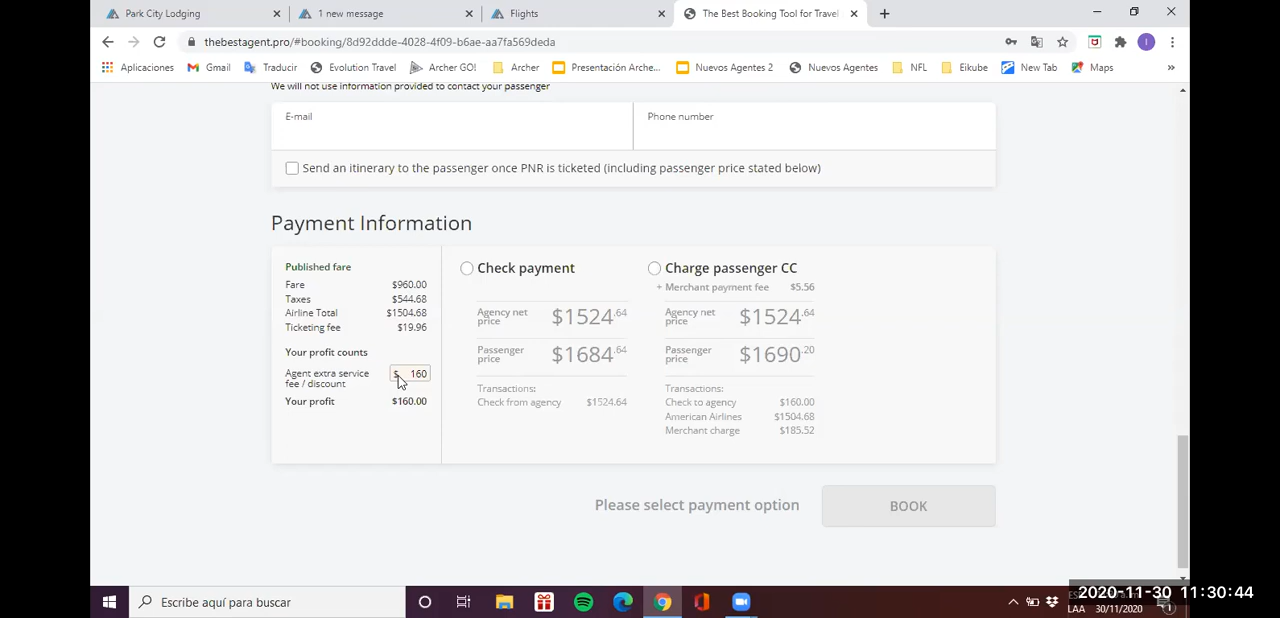 Park City Lodging
1 new message
Flights
The Best Booking Tool for Travel
thebestagent.pro/#booking/8d92ddde-4028-4f09-b6ae-aa7fa569deda
Aplicaciones Gmail Traducir Evolution Travel Archer GO! Archer Presentación Arche... Nuevos Agentes 2 Nuevos Agentes NFL Eikube New Tab Maps »
We will not use information provided to contact your passenger
E-mail
Phone number
Send an itinerary to the passenger once PNR is ticketed (including passenger price stated below)
Payment Information
Published fare
Fare $960.00
Taxes $544.68
Airline Total $1504.68
Ticketing fee $19.96
Your profit counts
Agent extra service
fee / discount
$ 160
Your profit $160.00
Check payment
Agency net
price
$1524.64
Passenger
price
$1684.64
Transactions:
Check from agency $1524.64
Charge passenger CC
+ Merchant payment fee $5.56
Agency net
price
$1524.64
Passenger
price
$1690.20
Transactions:
Check to agency $160.00
American Airlines $1504.68
Merchant charge $185.52
Please select payment option
BOOK
Escribe aquí para buscar
2020-11-30 11:30:44
LAA 30/11/2020